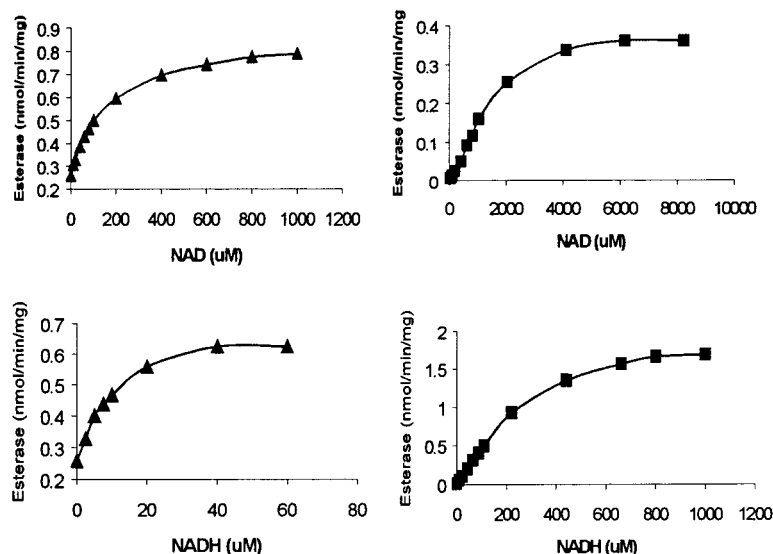 Esterase (nmol/min/mg)
0.9
0.8
0.7
0.6
0.5
0.4
0.3
0.2
0 200 400 600 800 1000 1200
NAD (uM)
Esterase (nmol/min/mg)
0.4
0.3
0.2
0.1
0
0 2000 4000 6000 8000 10000
NAD (uM)
Esterase (nmol/min/mg)
0.7
0.6
0.5
0.4
0.3
0.2
0 20 40 60 80
NADH (uM)
Esterase (nmol/min/mg)
2
1.5
1
0.5
0
0 200 400 600 800 1000 1200
NADH (uM)